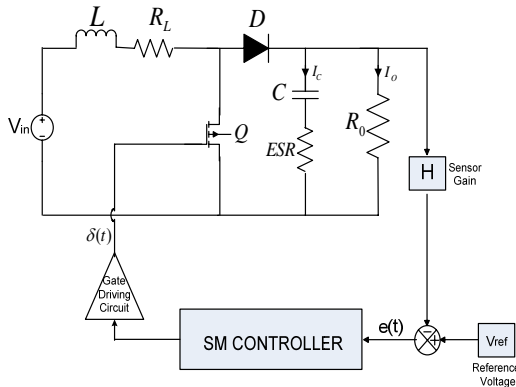 L
R_L
D
I_C
I_o
C
Q
V_in
+
-
ESR
R_0
H
Sensor
Gain
δ(t)
Gate
Driving
Circuit
SM CONTROLLER
e(t)
-
+
Vref
Reference
Voltage